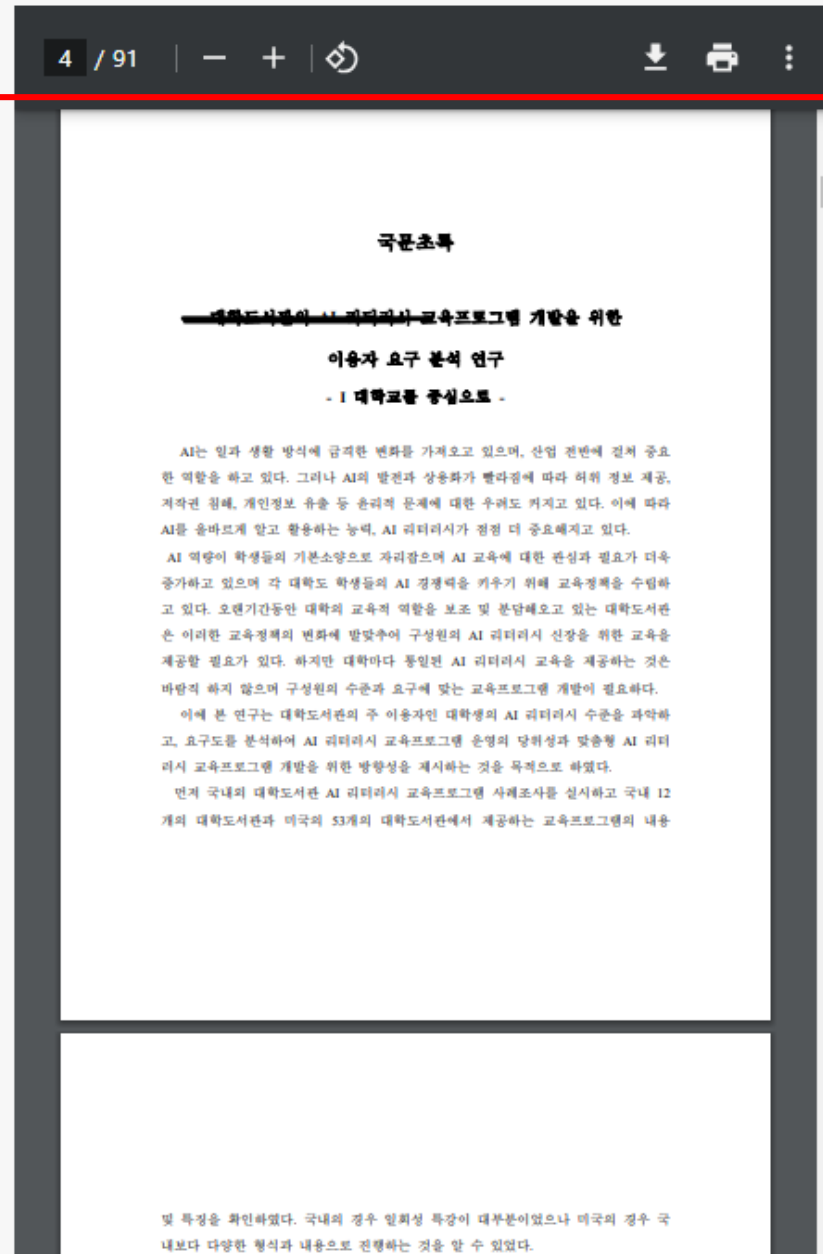 4 / 91
국문초록
대학도서관의 AI 리터러시 교육프로그램 개발을 위한
이용자 요구 분석 연구
- I 대학교를 중심으로 -
AI는 일과 생활 방식에 급격한 변화를 가져오고 있으며, 산업 전반에 걸쳐 중요
한 역할을 하고 있다. 그러나 AI의 발전과 상용화가 빨라짐에 따라 허위 정보 제공,
저작권 침해, 개인정보 유출 등 윤리적 문제에 대한 우려도 커지고 있다. 이에 따라
AI를 올바르게 알고 활용하는 능력, AI 리터러시가 점점 더 중요해지고 있다.
AI 역량이 학생들의 기본소양으로 자리잡으며 AI 교육에 대한 관심과 필요가 더욱
증가하고 있으며 각 대학도 학생들의 AI 경쟁력을 키우기 위해 교육정책을 수립하
고 있다. 오랜기간동안 대학의 교육적 역할을 보조 및 분담해오고 있는 대학도서관
은 이러한 교육정책의 변화에 발맞추어 구성원의 AI 리터러시 신장을 위한 교육을
제공할 필요가 있다. 하지만 대학마다 통일된 AI 리터러시 교육을 제공하는 것은
바람직 하지 않으며 구성원의 수준과 요구에 맞는 교육프로그램 개발이 필요하다.
이에 본 연구는 대학도서관의 주 이용자인 대학생의 AI 리터러시 수준을 파악하
고, 요구도를 분석하여 AI 리터러시 교육프로그램 운영의 당위성과 맞춤형 AI 리터
러시 교육프로그램 개발을 위한 방향성을 제시하는 것을 목적으로 하였다.
먼저 국내외 대학도서관 AI 리터러시 교육프로그램 사례조사를 실시하고 국내 12
개의 대학도서관과 미국의 53개의 대학도서관에서 제공하는 교육프로그램의 내용
및 특징을 확인하였다. 국내의 경우 일회성 특강이 대부분이었으나 미국의 경우 국
내보다 다양한 형식과 내용으로 진행하는 것을 알 수 있었다.